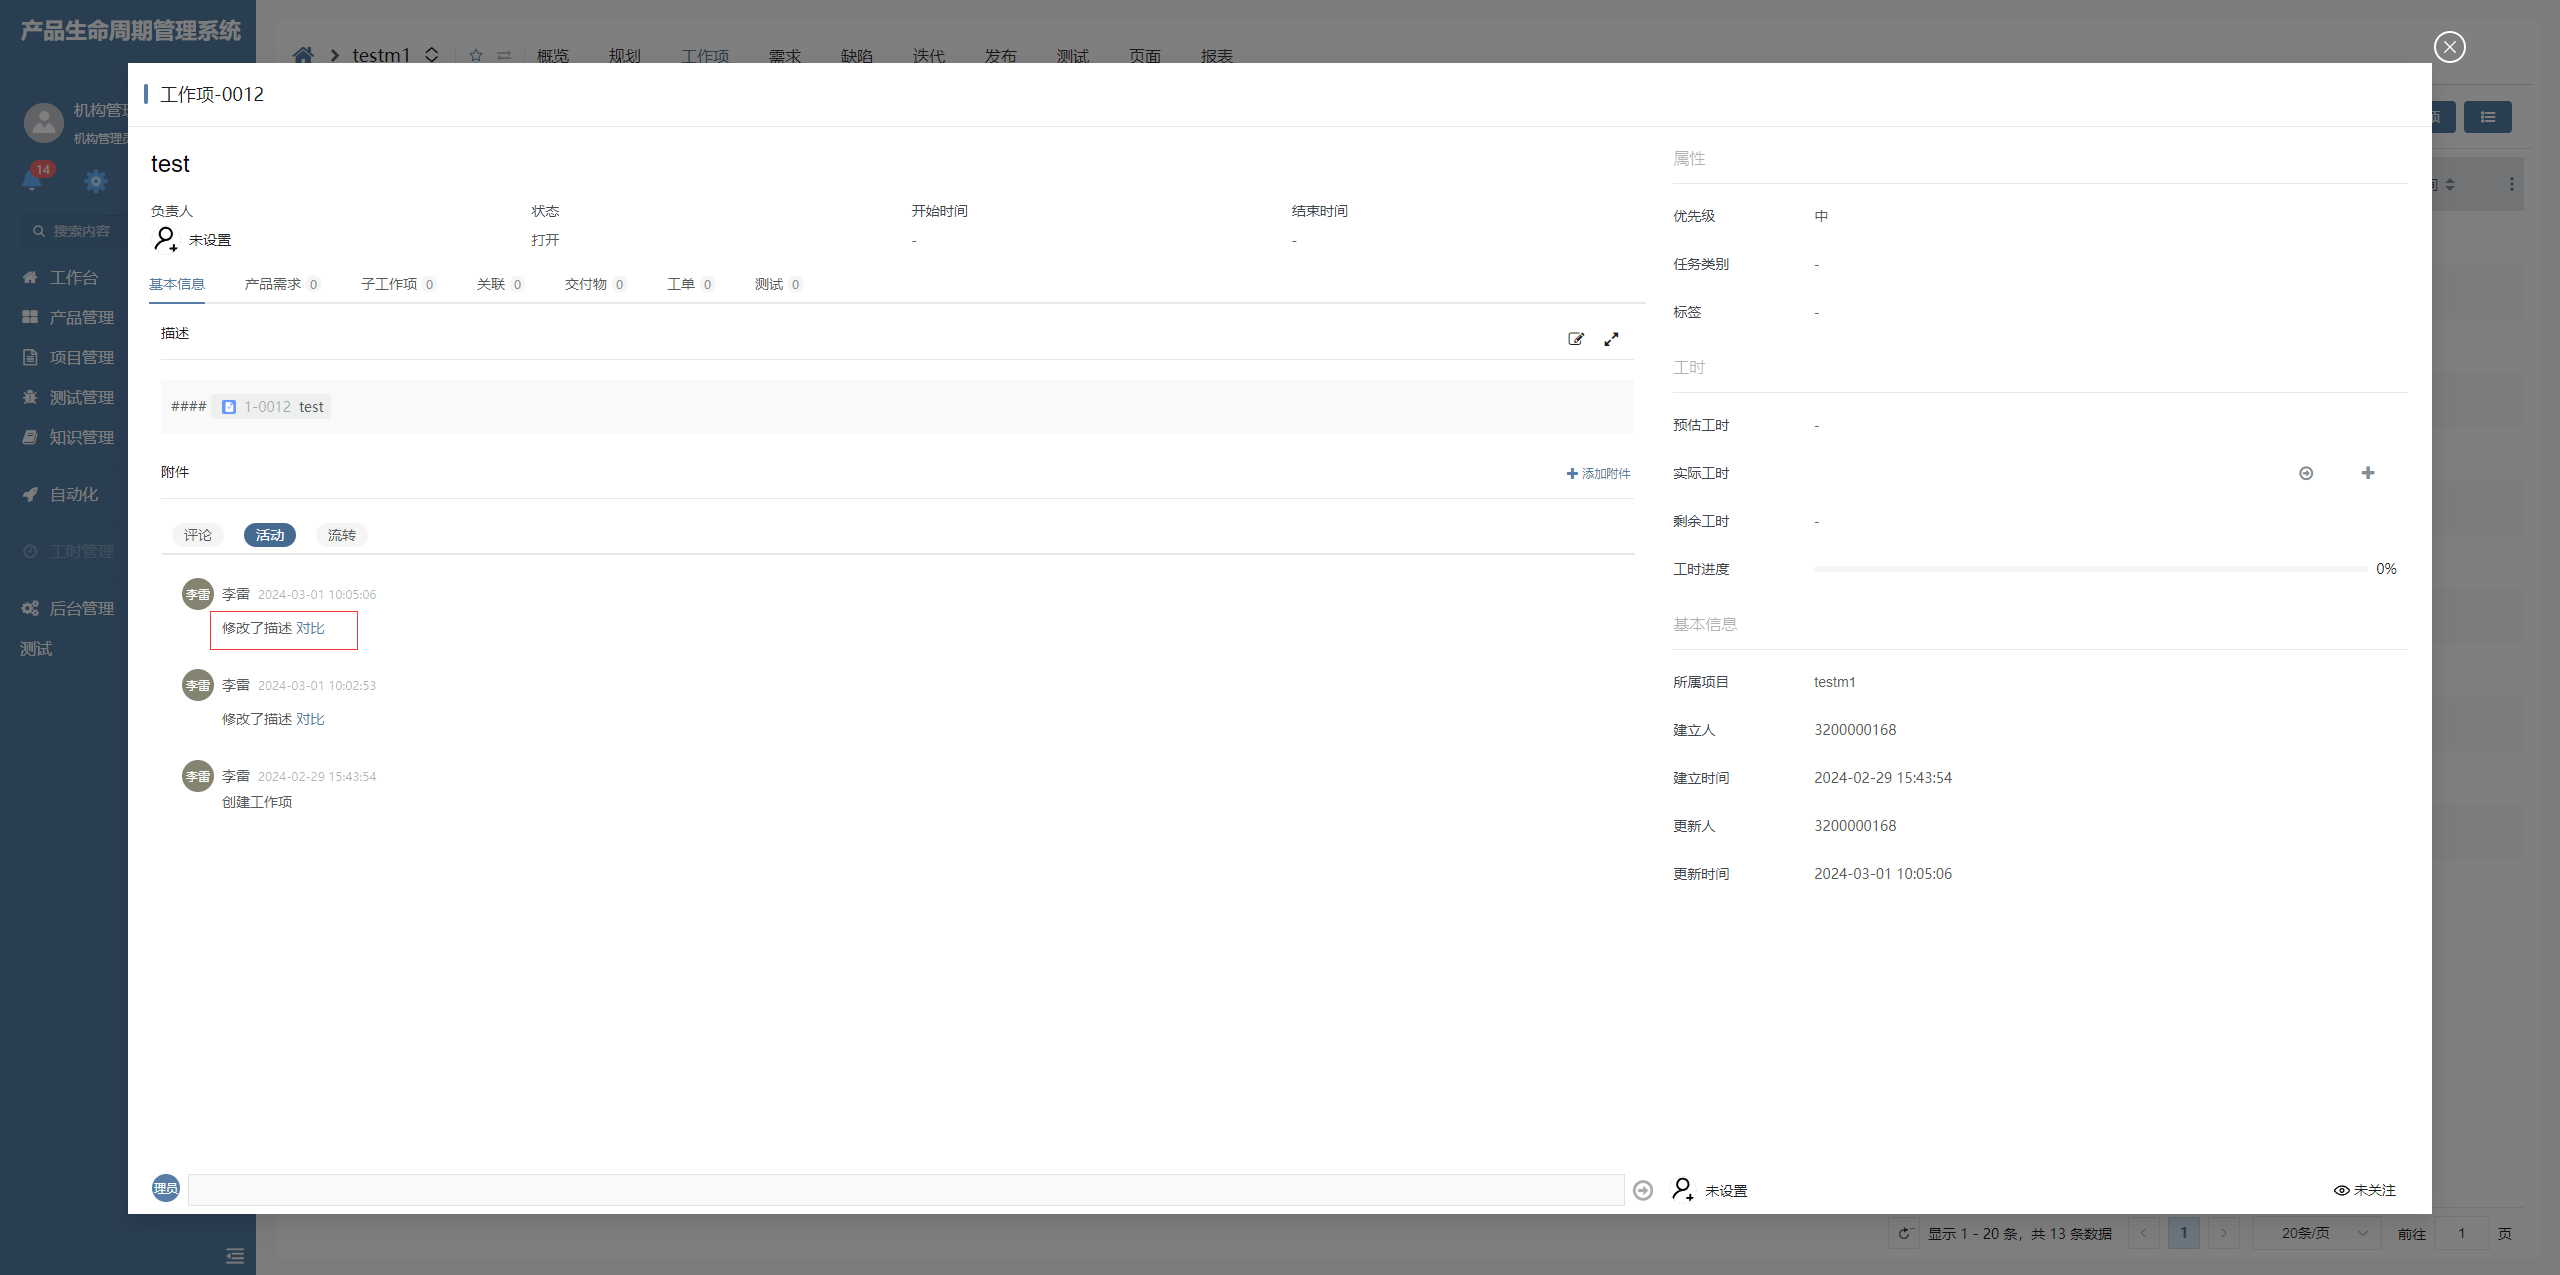 产品生命周期管理系统
testm1 概览 规划 工作项 需求 缺陷 迭代 发布 测试 页面 报表
机构管理
机构管理员
14
搜索内容
工作台
产品管理
项目管理
测试管理
知识管理
自动化
工时管理
后台管理
测试
工作项-0012
test
负责人 状态 开始时间 结束时间
未设置 打开 - -
基本信息 产品需求 0 子工作项 0 关联 0 交付物 0 工单 0 测试 0
描述
#### 1-0012 test
附件 添加附件
评论 活动 流转
李雷 李雷 2024-03-01 10:05:06
修改了描述 对比
李雷 李雷 2024-03-01 10:02:53
修改了描述 对比
李雷 李雷 2024-02-29 15:43:54
创建工作项
属性
优先级 中
任务类别 -
标签 -
工时
预估工时 -
实际工时
剩余工时 -
工时进度 0%
基本信息
所属项目 testm1
建立人 3200000168
建立时间 2024-02-29 15:43:54
更新人 3200000168
更新时间 2024-03-01 10:05:06
理员 未设置 未关注
显示 1 - 20 条，共 13 条数据 1 20条/页 前往 1 页